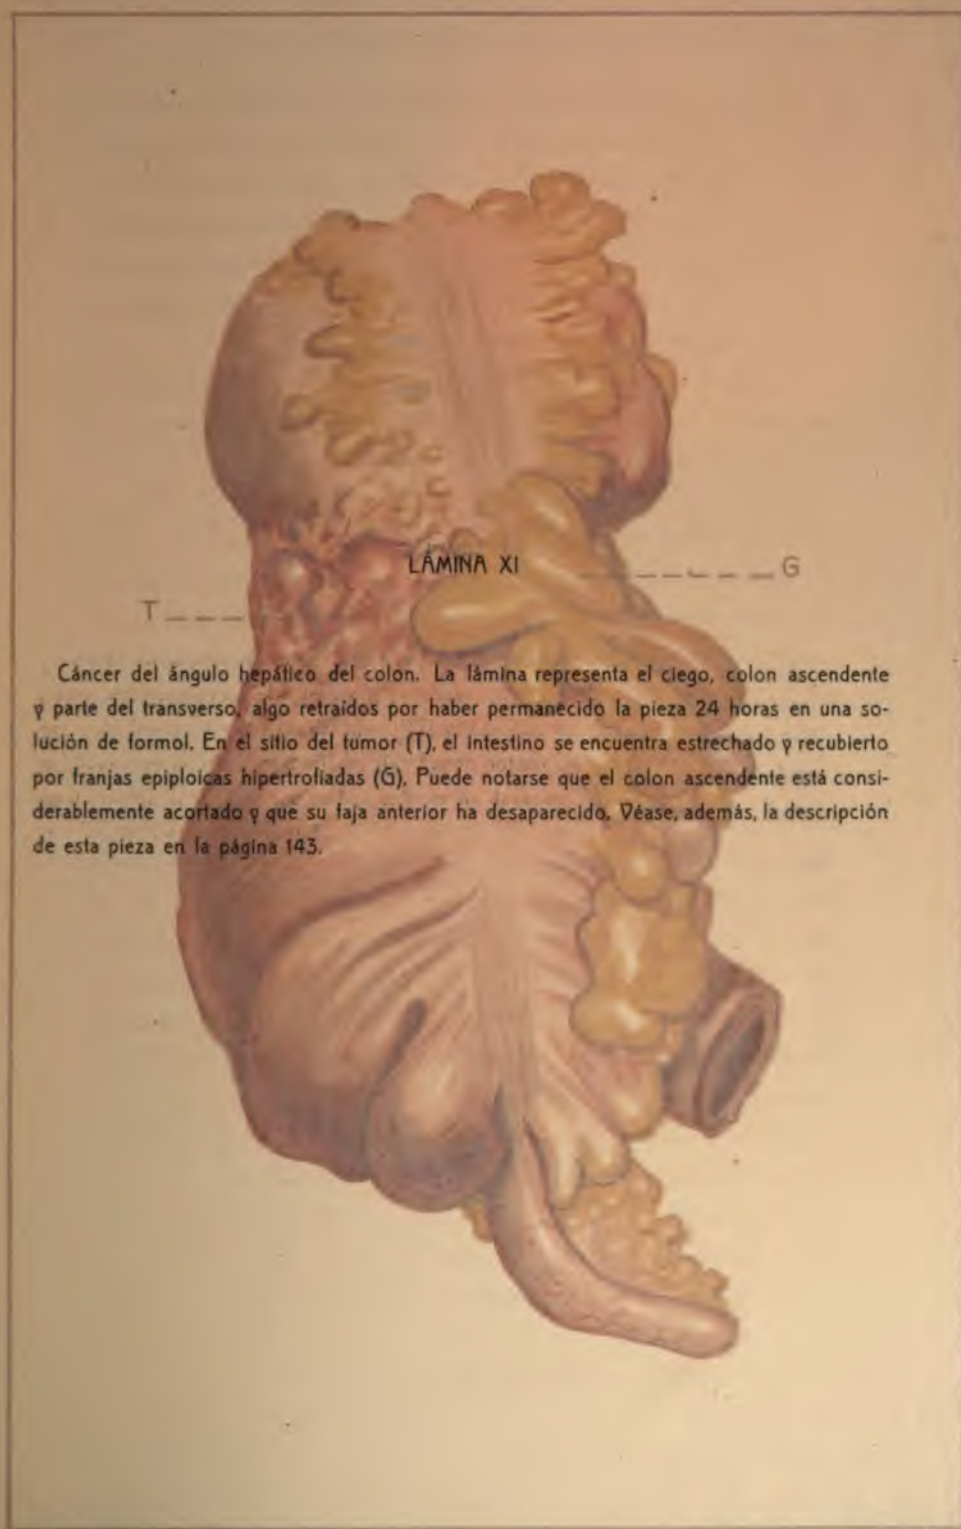 LÁMINA XI
G
T
Cáncer del ángulo hepático del colon. La lámina representa el ciego, colon ascendente
y parte del transverso, algo retraídos por haber permanecido la pieza 24 horas en una so-
lución de formol. En el sitio del tumor (T), el intestino se encuentra estrechado y recubierto
por franjas epiploicas hipertrofiadas (G). Puede notarse que el colon ascendente está consi-
derablemente acortado y que su faja anterior ha desaparecido. Véase, además, la descripción
de esta pieza en la página 143.